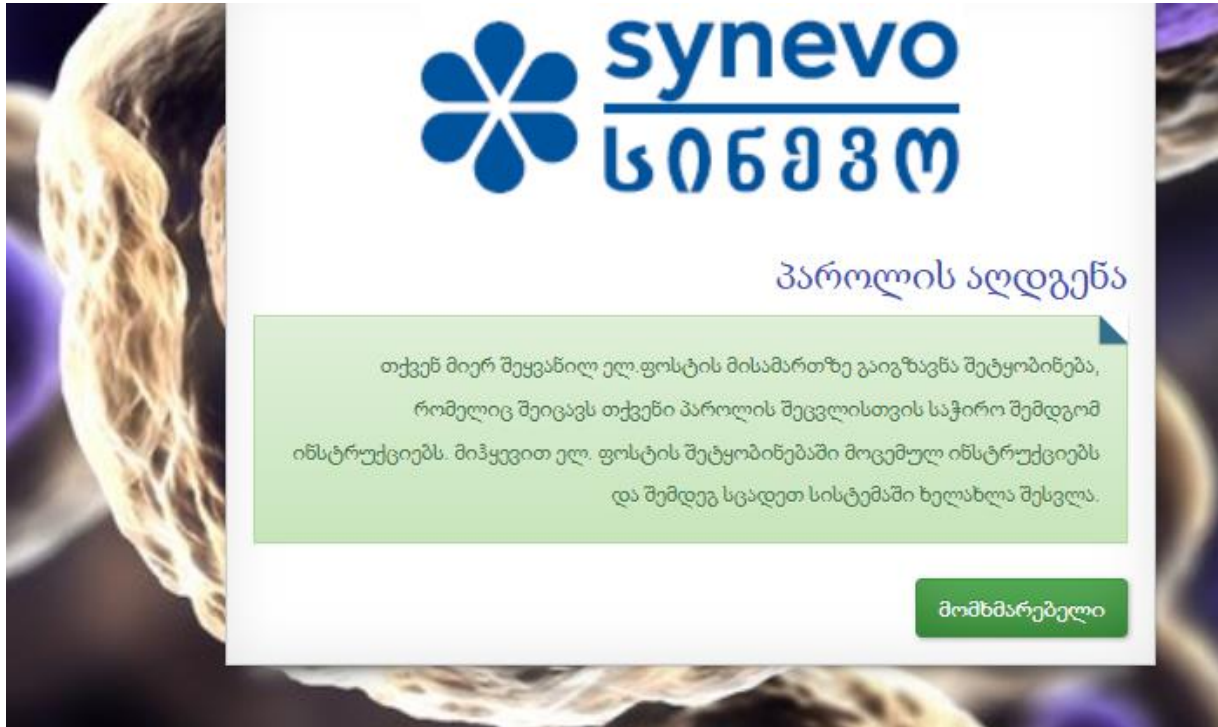 synevo
სინევო
პაროლის აღდგენა
თქვენ მიერ შეყვანილ ელ.ფოსტის მისამართზე გაიგზავნა შეტყობინება,
რომელიც შეიცავს თქვენი პაროლის შეცვლისთვის საჭირო შემდგომ
ინსტრუქციებს. მიჰყევით ელ. ფოსტის შეტყობინებაში მოცემულ ინსტრუქციებს
და შემდეგ სცადეთ სისტემაში ხელახლა შესვლა.
მომხმარებელი